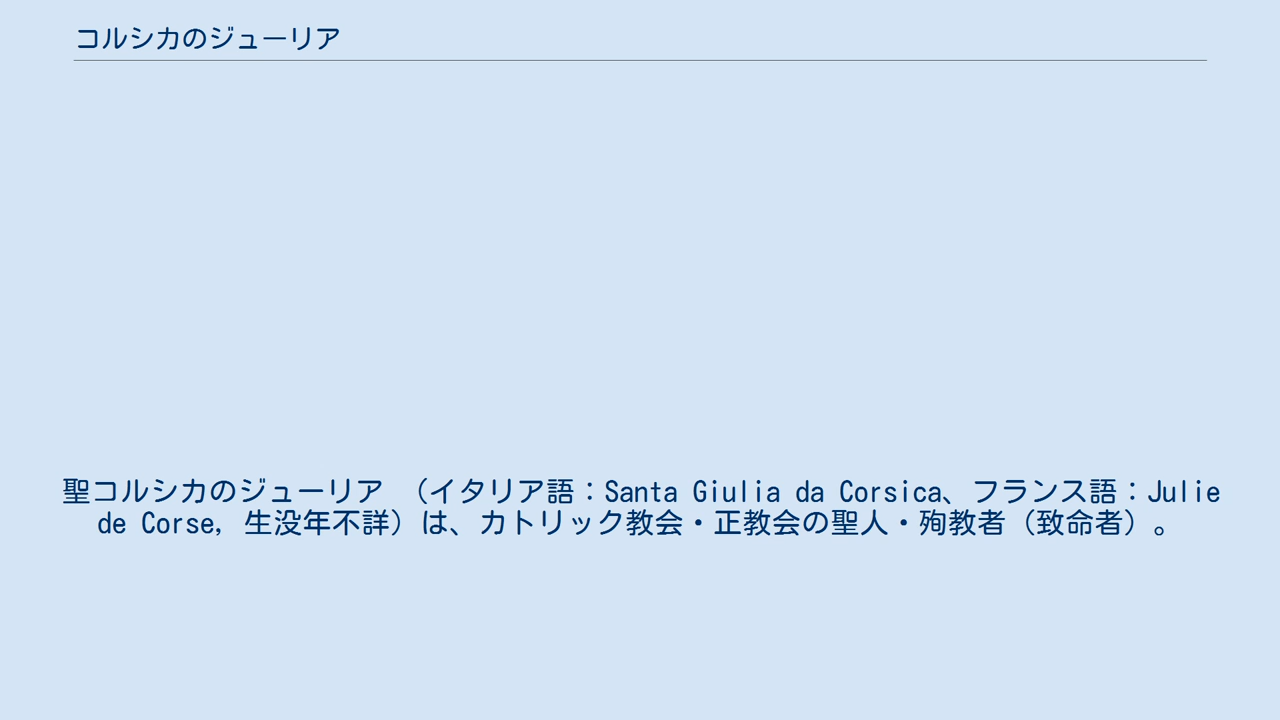 コルシカのジューリア
聖コルシカのジューリア （イタリア語：Santa Giulia da Corsica、フランス語：Julie
de Corse, 生没年不詳）は、カトリック教会・正教会の聖人・殉教者（致命者）。